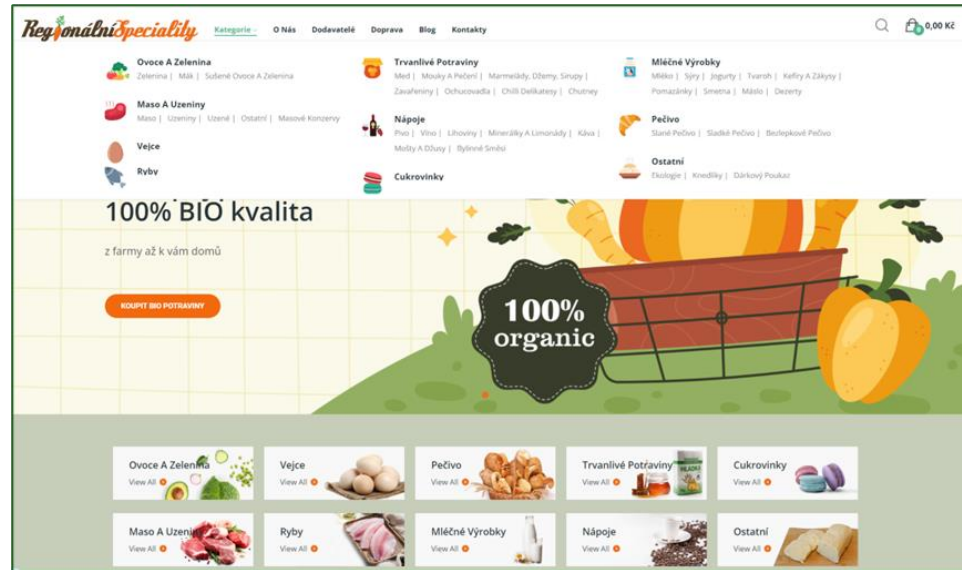 RegionálníSpeciality
Kategorie
O Nás
Dodavatelé
Doprava
Blog
Kontakty
0
0,00 Kč
Ovoce A Zelenina
Zelenina | Mák | Sušené Ovoce A Zelenina
Maso A Uzeniny
Maso | Uzeniny | Uzené | Ostatní | Masové Konzervy
Vejce
Ryby
Trvanlivé Potraviny
Med | Mouky A Pečení | Marmelády, Džemy, Sirupy |
Zavařeniny | Ochucovadla | Chilli Delikatesy | Chutney
Nápoje
Pivo | Víno | Lihoviny | Minerálky A Limonády | Káva |
Mošty A Džusy | Bylinné Směsi
Cukrovinky
Mléčné Výrobky
Mléko | Sýry | Jogurty | Tvaroh | Kefíry A Zákysy |
Pomazánky | Smetna | Máslo | Dezerty
Pečivo
Slané Pečivo | Sladké Pečivo | Bezlepkové Pečivo
Ostatní
Ekologie | Knedlíky | Dárkový Poukaz
100% BIO kvalita
z farmy až k vám domů
KOUPIT BIO POTRAVINY
100%
organic
Ovoce A Zelenina
View All
Vejce
View All
Pečivo
View All
Trvanlivé Potraviny
View All
HLADKÁ
Cukrovinky
View All
Maso A Uzeniny
View All
Ryby
View All
Mléčné Výrobky
View All
Nápoje
View All
Ostatní
View All